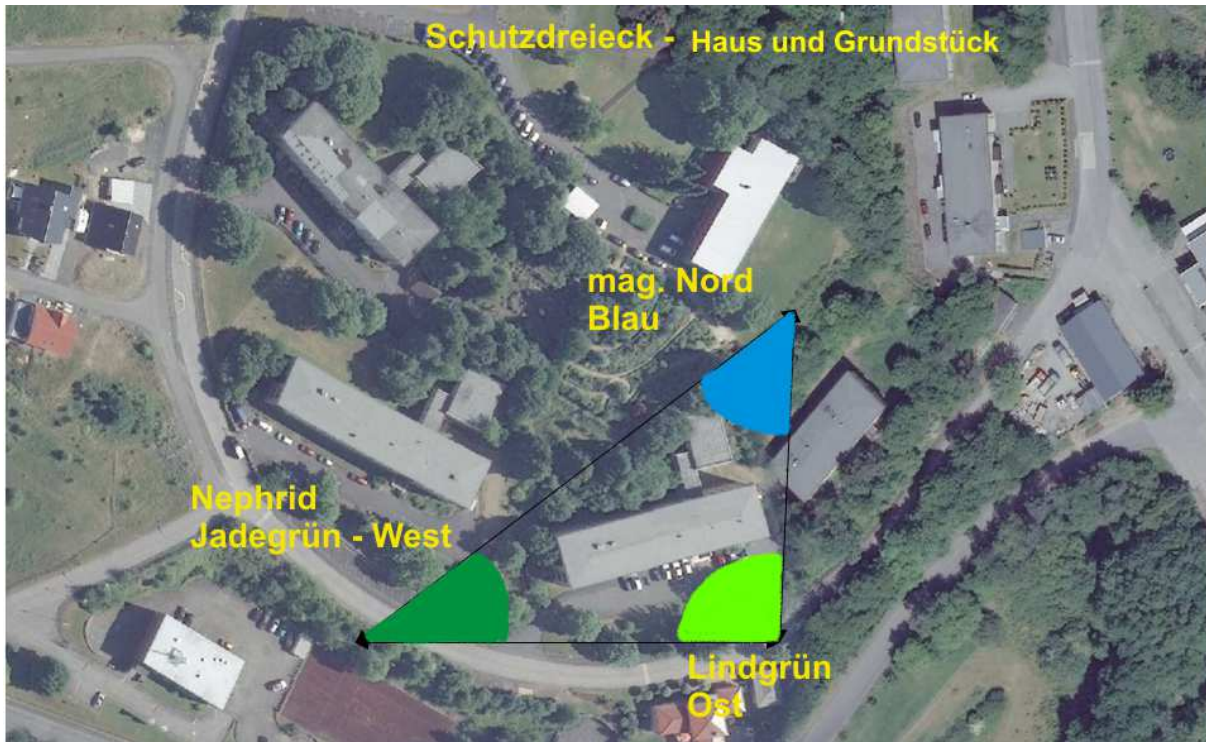 Schutzdreieck - Haus und Grundstück
mag. Nord
Blau
Nephrid
Jadegrün - West
Lindgrün
Ost